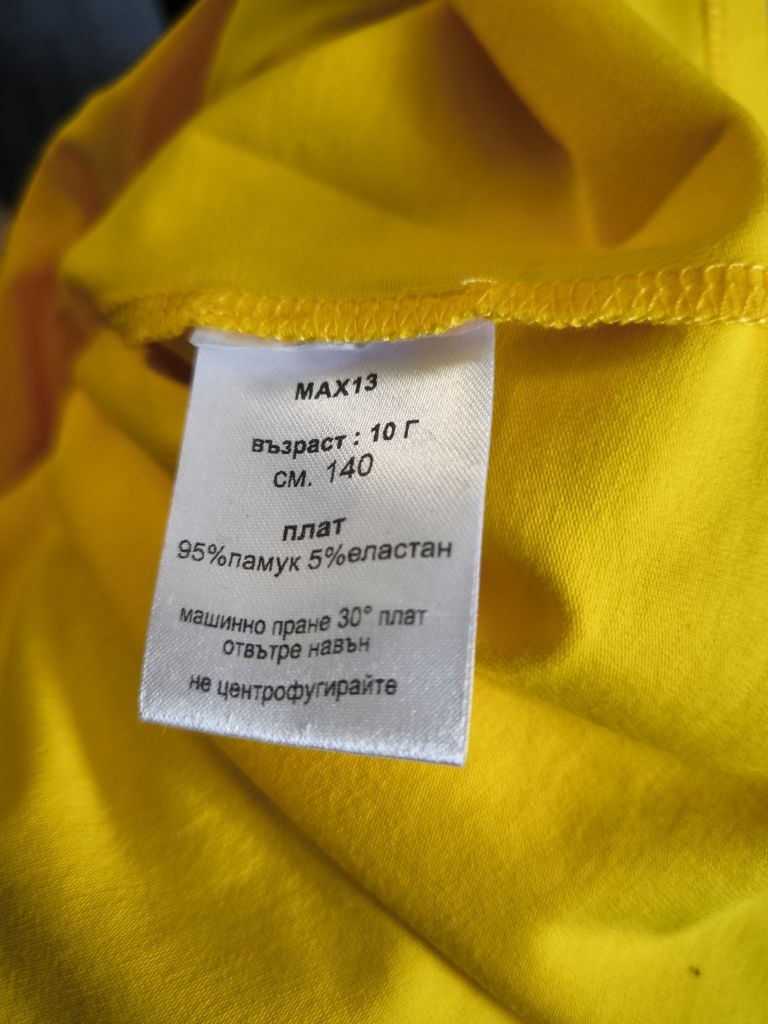 MAX13
възраст : 10 Г
см. 140
плат
95%памук 5%еластан
машинно пране 30° плат
отвътре навън
не центрофугирайте